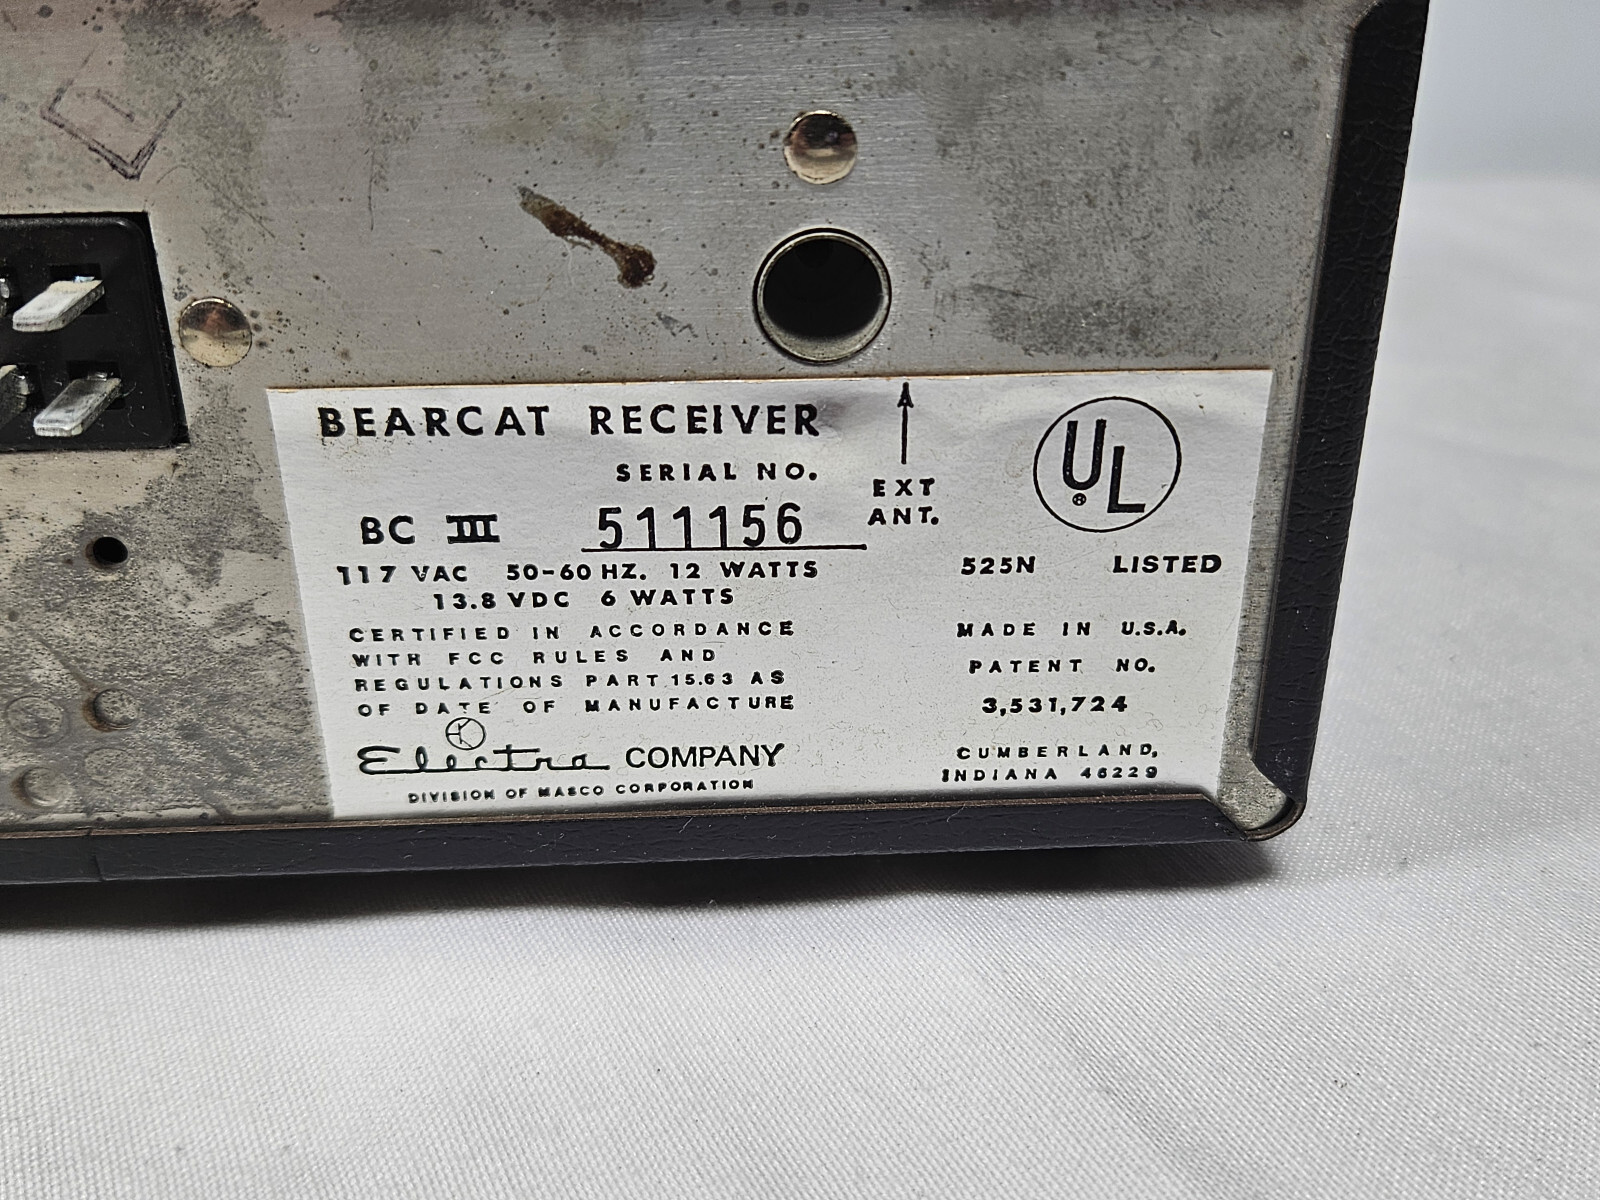 BEARCAT RECEIVER
SERIAL NO.
BC III 511156
117 VAC 50-60 HZ. 12 WATTS
13.8 VDC 6 WATTS
CERTIFIED IN ACCORDANCE
WITH FCC RULES AND
REGULATIONS PART 15.63 AS
OF DATE OF MANUFACTURE
Electra COMPANY
DIVISION OF MASCO CORPORATION
EXT
ANT.
UL
®
525N LISTED
MADE IN U.S.A.
PATENT NO.
3,531,724
CUMBERLAND,
INDIANA 46229